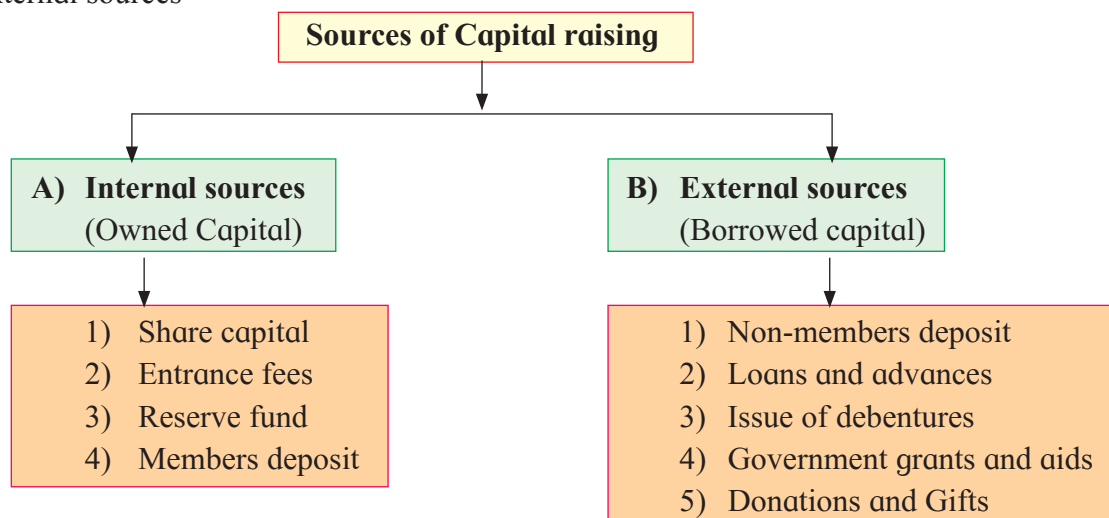 ternal sources
Sources of Capital raising
A) Internal sources
(Owned Capital)
B) External sources
(Borrowed capital)
1) Share capital
2) Entrance fees
3) Reserve fund
4) Members deposit
1) Non-members deposit
2) Loans and advances
3) Issue of debentures
4) Government grants and aids
5) Donations and Gifts